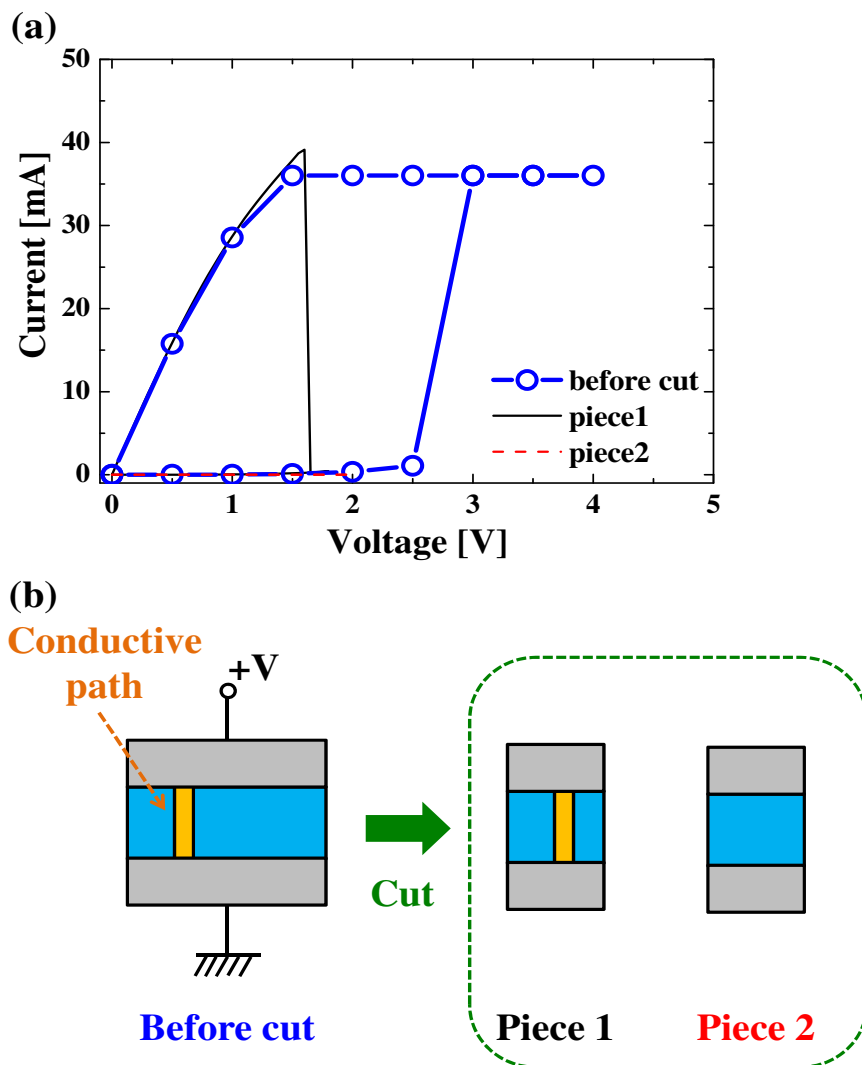 (a)
50
40
30
20
10
0
Current [mA]
0 1 2 3 4 5
Voltage [V]
before cut
piece1
piece2
(b)
Conductive
path
+V
Cut
Before cut
Piece 1
Piece 2